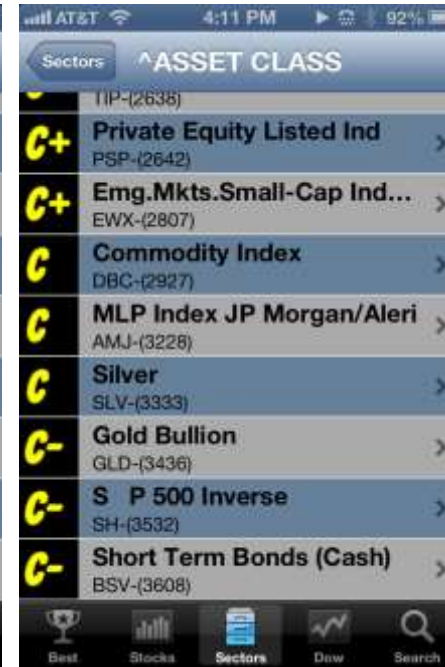 AT&T 4:11 PM 92%
Sectors ^ASSET CLASS
TIP-(2638)
C+ Private Equity Listed Ind
PSP-(2642)
C+ Emg.Mkts.Small-Cap Ind...
EWX-(2807)
C Commodity Index
DBC-(2927)
C MLP Index JP Morgan/Aleri
AMJ-(3228)
C Silver
SLV-(3333)
C- Gold Bullion
GLD-(3436)
C- S P 500 Inverse
SH-(3532)
C- Short Term Bonds (Cash)
BSV-(3608)
Best Stocks Sectors Dow Search